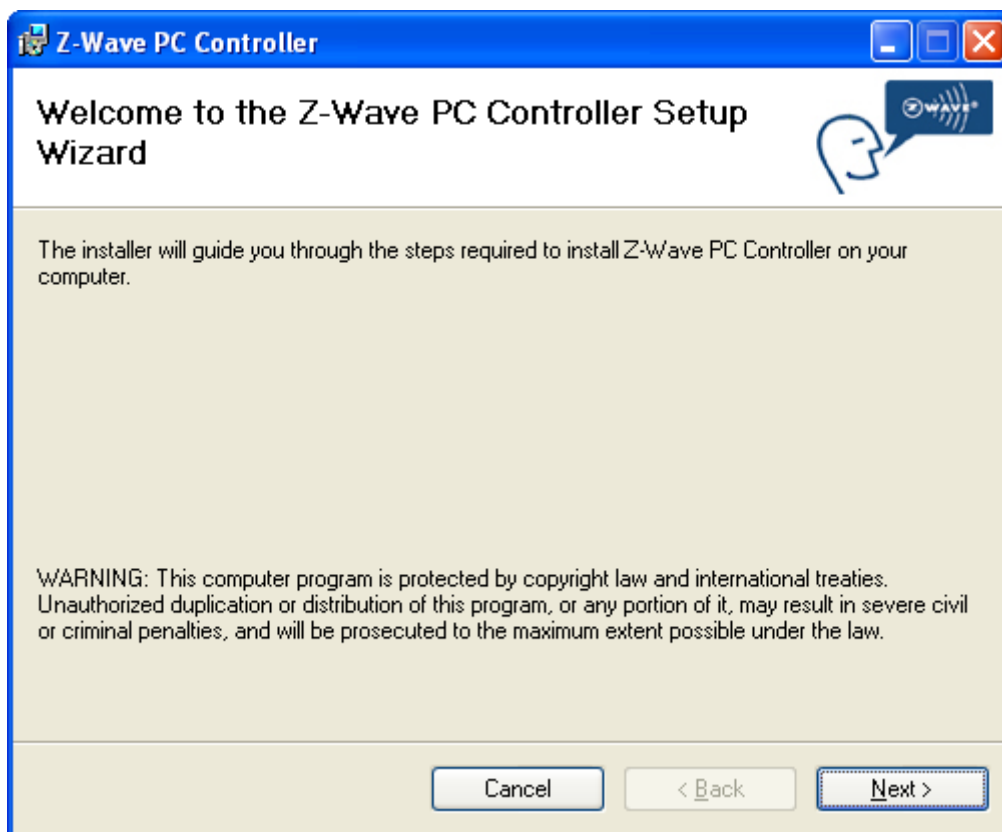 Z-Wave PC Controller
Welcome to the Z-Wave PC Controller Setup
Wizard
Z WAVE®
The installer will guide you through the steps required to install Z-Wave PC Controller on your
computer.
WARNING: This computer program is protected by copyright law and international treaties.
Unauthorized duplication or distribution of this program, or any portion of it, may result in severe civil
or criminal penalties, and will be prosecuted to the maximum extent possible under the law.
Cancel
< Back
Next >